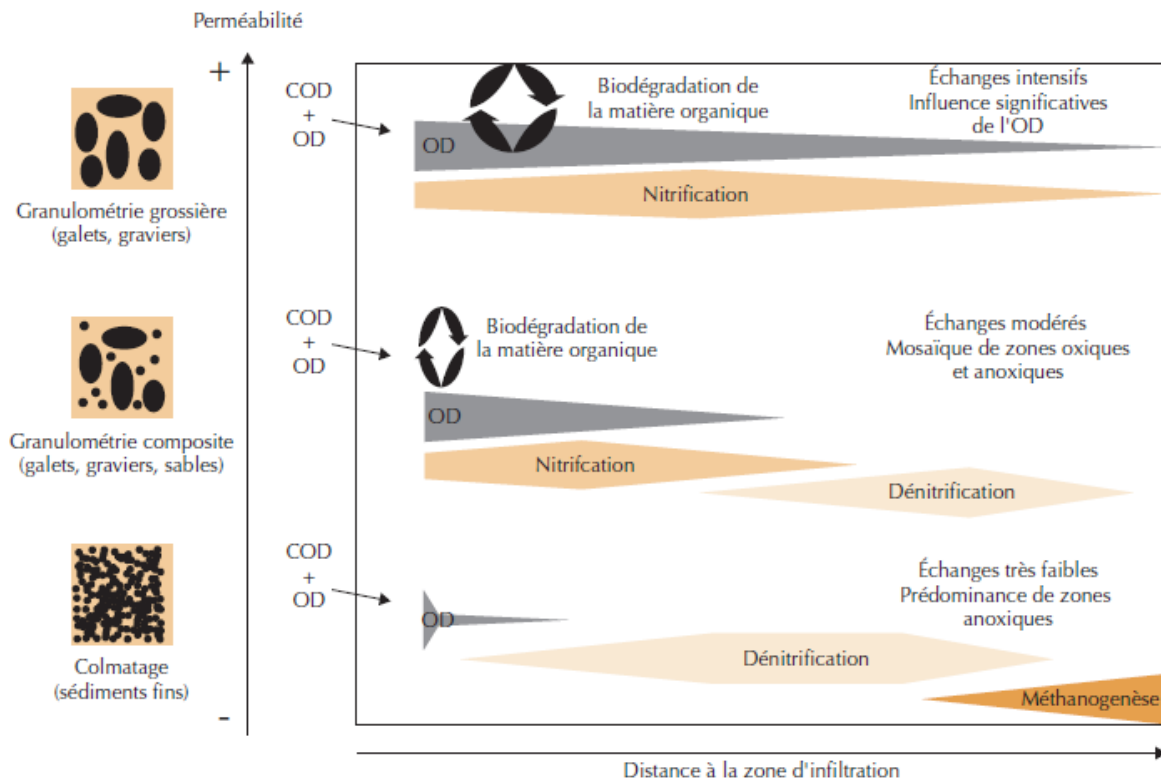 Perméabilité
+
COD
+
OD
Biodégradation de
la matière organique
Échanges intensifs
Influence significatives
de l'OD
OD
Nitrification
Granulométrie grossière
(galets, graviers)
COD
+
OD
Biodégradation de
la matière organique
Échanges modérés
Mosaïque de zones oxiques
et anoxiques
OD
Nitrifcation
Granulométrie composite
(galets, graviers, sables)
Dénitrification
COD
+
OD
Échanges très faibles
Prédominance de zones
anoxiques
OD
Dénitrification
Colmatage
(sédiments fins)
Méthanogenèse
-
Distance à la zone d'infiltration